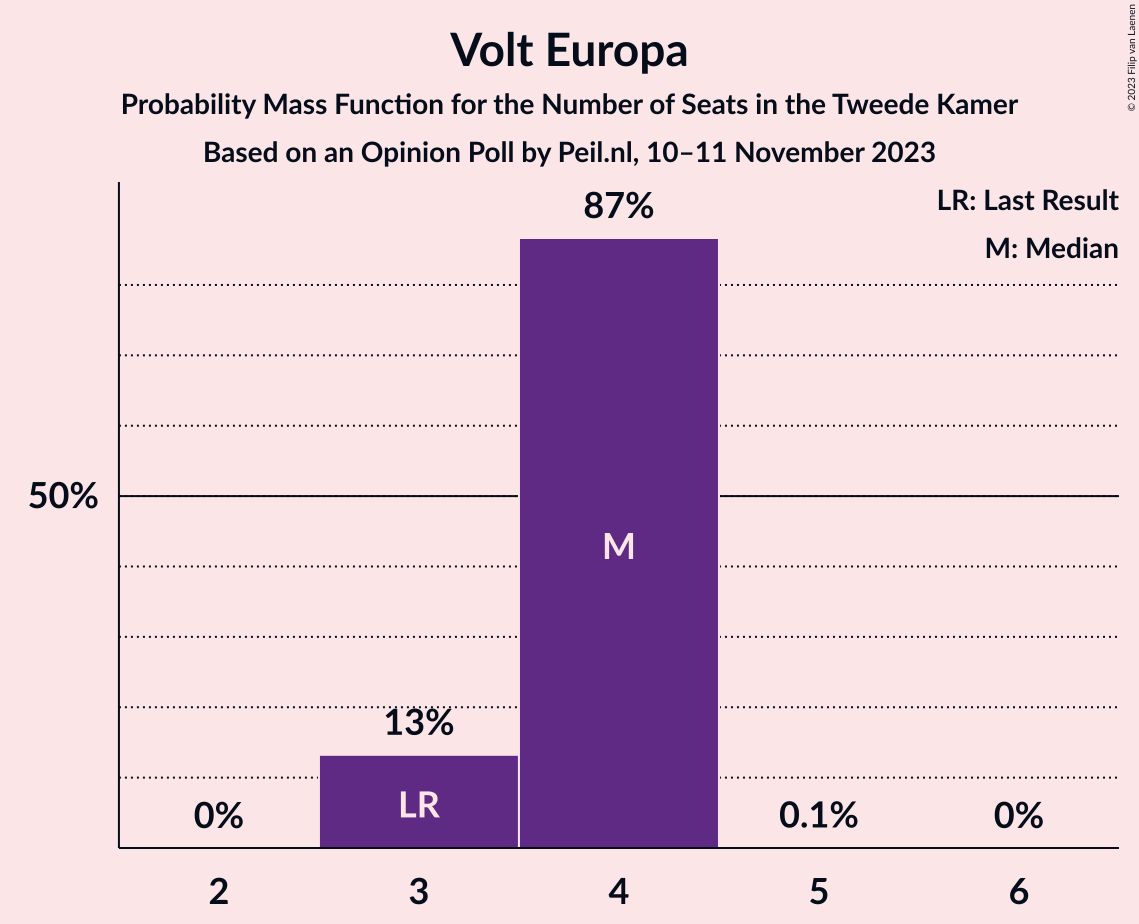 Volt Europa
Probability Mass Function for the Number of Seats in the Tweede Kamer
Based on an Opinion Poll by Peil.nl, 10–11 November 2023
© 2023 Filip van Laenen
LR: Last Result
M: Median
87%
50%
M
13%
LR
0%
0.1%
0%
2
3
4
5
6